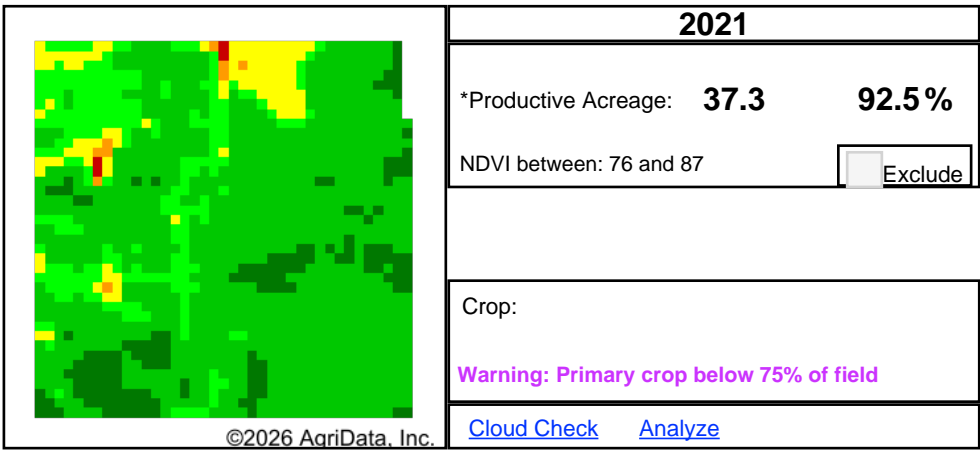 2021
*Productive Acreage: 37.3 92.5%
NDVI between: 76 and 87
Exclude
Crop:
Warning: Primary crop below 75% of field
©2026 AgriData, Inc.
Cloud Check Analyze